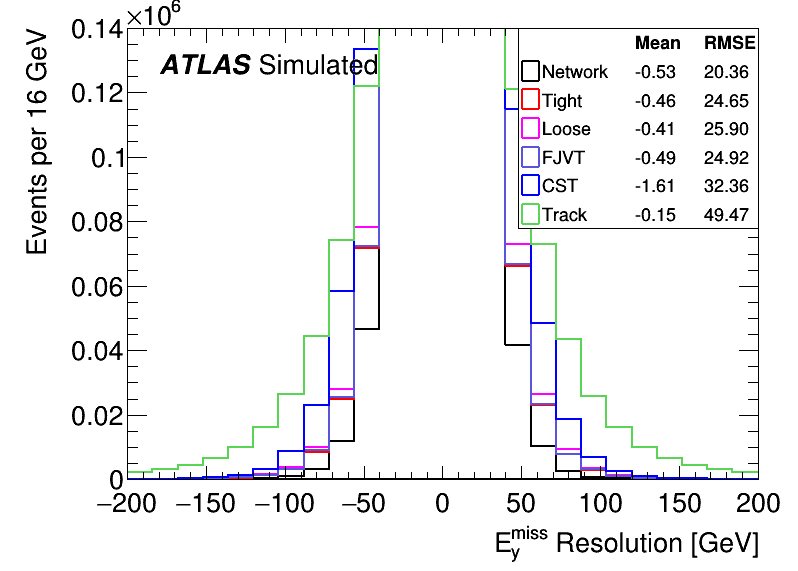 ×10⁶
0.14
0.12
0.1
0.08
0.06
0.04
0.02
0
Events per 16 GeV
ATLAS Simulated
Mean RMSE
Network -0.53 20.36
Tight -0.46 24.65
Loose -0.41 25.90
FJVT -0.49 24.92
CST -1.61 32.36
Track -0.15 49.47
−200 −150 −100 −50 0 50 100 150 200
E_y^miss Resolution [GeV]